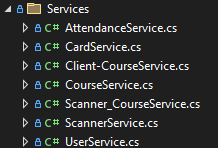 Services
C# AttendanceService.cs
C# CardService.cs
C# Client-CourseService.cs
C# CourseService.cs
C# Scanner_CourseService.cs
C# ScannerService.cs
C# UserService.cs